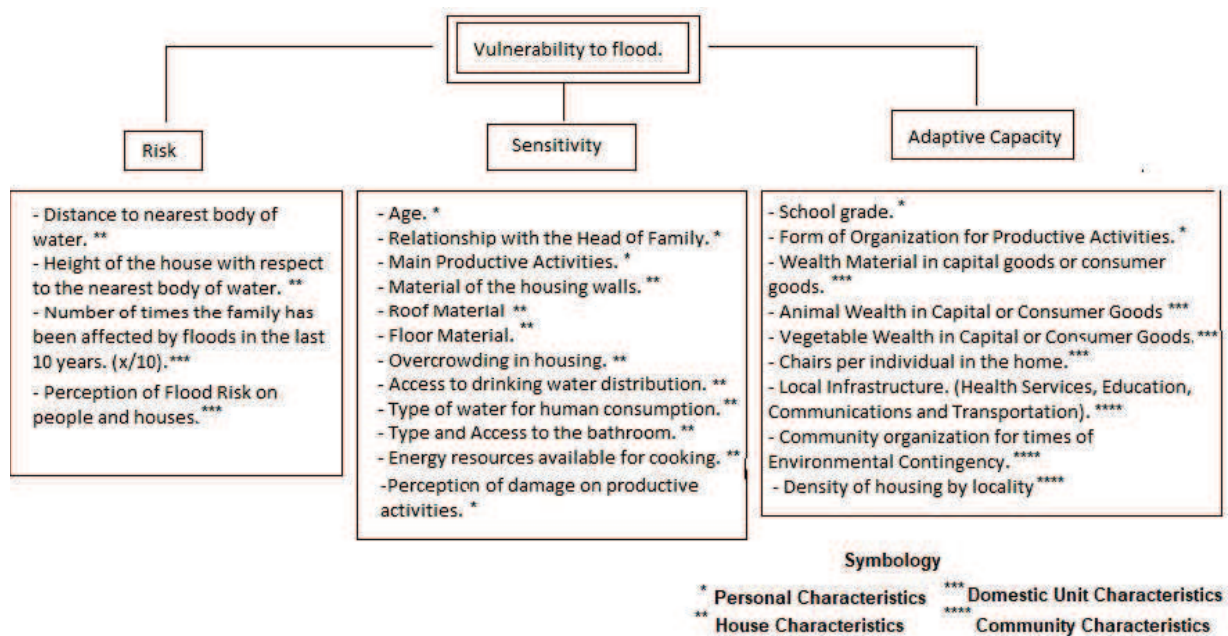 Vulnerability to flood.
Risk
Sensitivity
Adaptive Capacity
- Distance to nearest body of
water. **
- Height of the house with respect
to the nearest body of water. **
- Number of times the family has
been affected by floods in the last
10 years. (x/10).***
- Perception of Flood Risk on
people and houses.***
- Age. *
- Relationship with the Head of Family. *
- Main Productive Activities. *
- Material of the housing walls. **
- Roof Material **
- Floor Material. **
- Overcrowding in housing. **
- Access to drinking water distribution. **
- Type of water for human consumption. **
- Type and Access to the bathroom. **
- Energy resources available for cooking. **
-Perception of damage on productive
activities. *
- School grade. *
- Form of Organization for Productive Activities. *
- Wealth Material in capital goods or consumer
goods. ***
- Animal Wealth in Capital or Consumer Goods ***
- Vegetable Wealth in Capital or Consumer Goods.***
- Chairs per individual in the home.***
- Local Infrastructure. (Health Services, Education,
Communications and Transportation). ****
- Community organization for times of
Environmental Contingency. ****
- Density of housing by locality ****
Symbology
* Personal Characteristics *** Domestic Unit Characteristics
** House Characteristics **** Community Characteristics